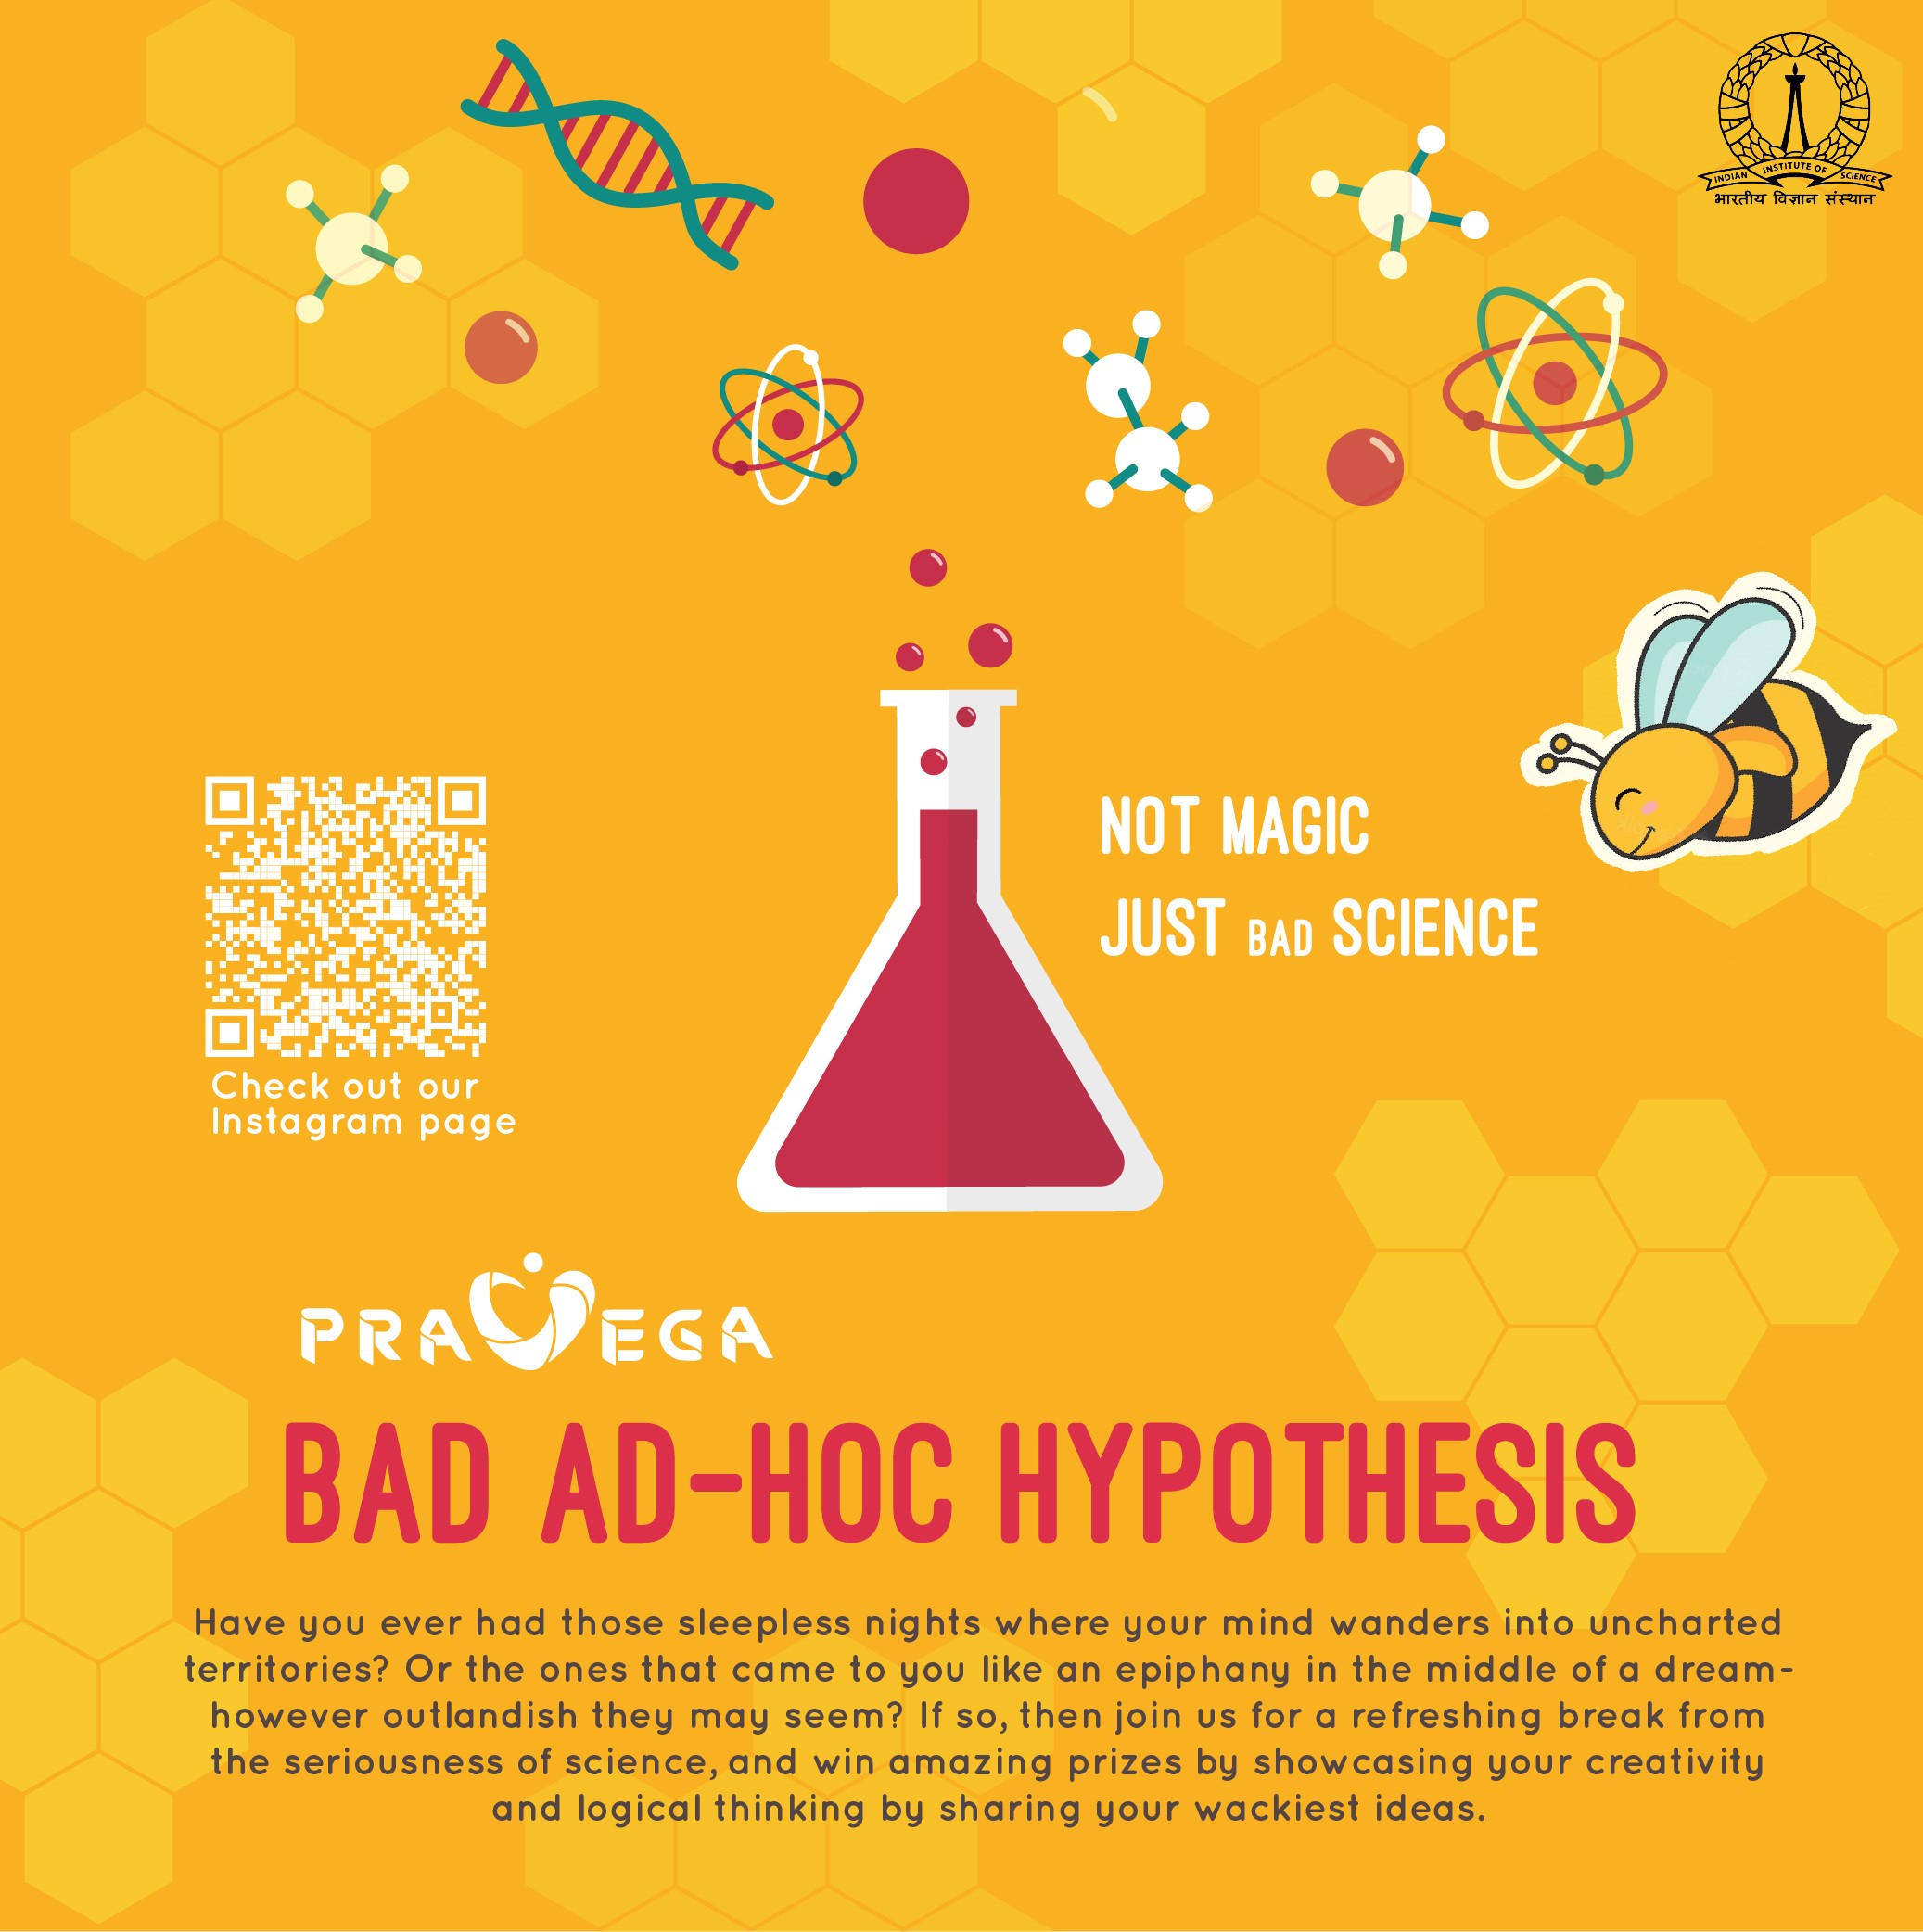 INDIAN INSTITUTE OF SCIENCE
भारतीय विज्ञान संस्थान
NOT MAGIC
JUST BAD SCIENCE
Check out our
Instagram page
PRAVEGA
BAD AD-HOC HYPOTHESIS
Have you ever had those sleepless nights where your mind wanders into uncharted
territories? Or the ones that came to you like an epiphany in the middle of a dream-
however outlandish they may seem? If so, then join us for a refreshing break from
the seriousness of science, and win amazing prizes by showcasing your creativity
and logical thinking by sharing your wackiest ideas.